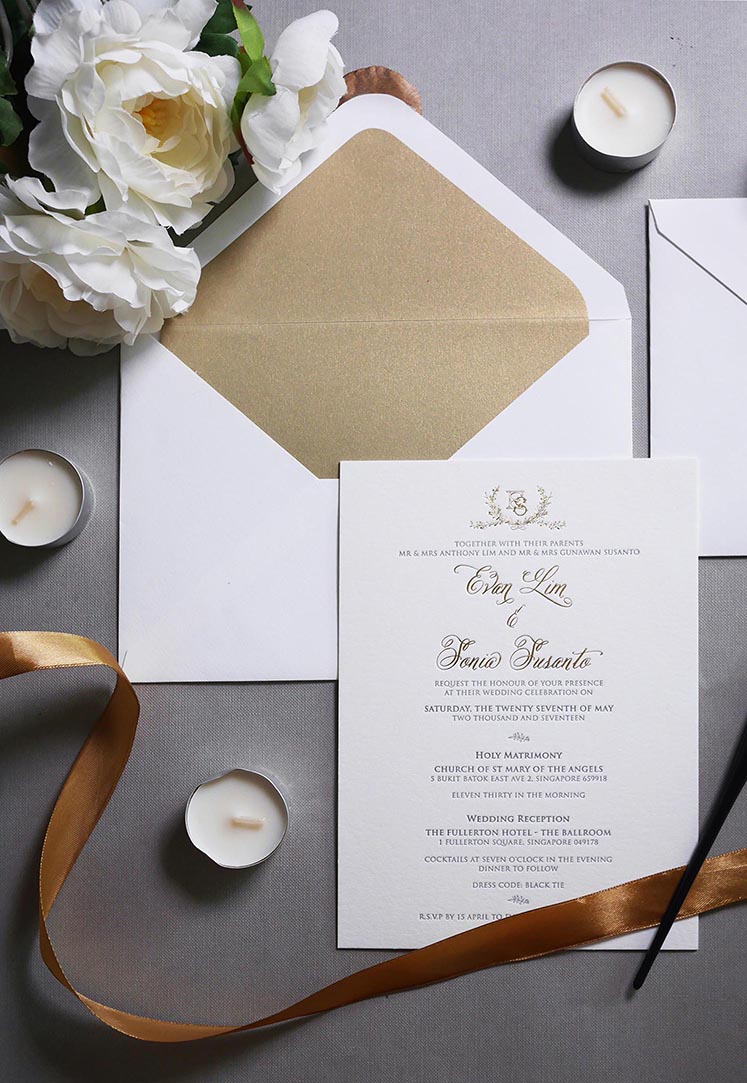 ES
TOGETHER WITH THEIR PARENTS
MR & MRS ANTHONY LIM AND MR & MRS GUNAWAN SUSANTO
Evan Lim
&
Sonia Susanto
REQUEST THE HONOUR OF YOUR PRESENCE
AT THEIR WEDDING CELEBRATION ON
SATURDAY, THE TWENTY SEVENTH OF MAY
TWO THOUSAND AND SEVENTEEN
HOLY MATRIMONY
CHURCH OF ST MARY OF THE ANGELS
5 BUKIT BATOK EAST AVE 2, SINGAPORE 659918
ELEVEN THIRTY IN THE MORNING
WEDDING RECEPTION
THE FULLERTON HOTEL - THE BALLROOM
1 FULLERTON SQUARE, SINGAPORE 049178
COCKTAILS AT SEVEN O'CLOCK IN THE EVENING
DINNER TO FOLLOW
DRESS CODE: BLACK TIE
R.S.V.P BY 15 APRIL TO